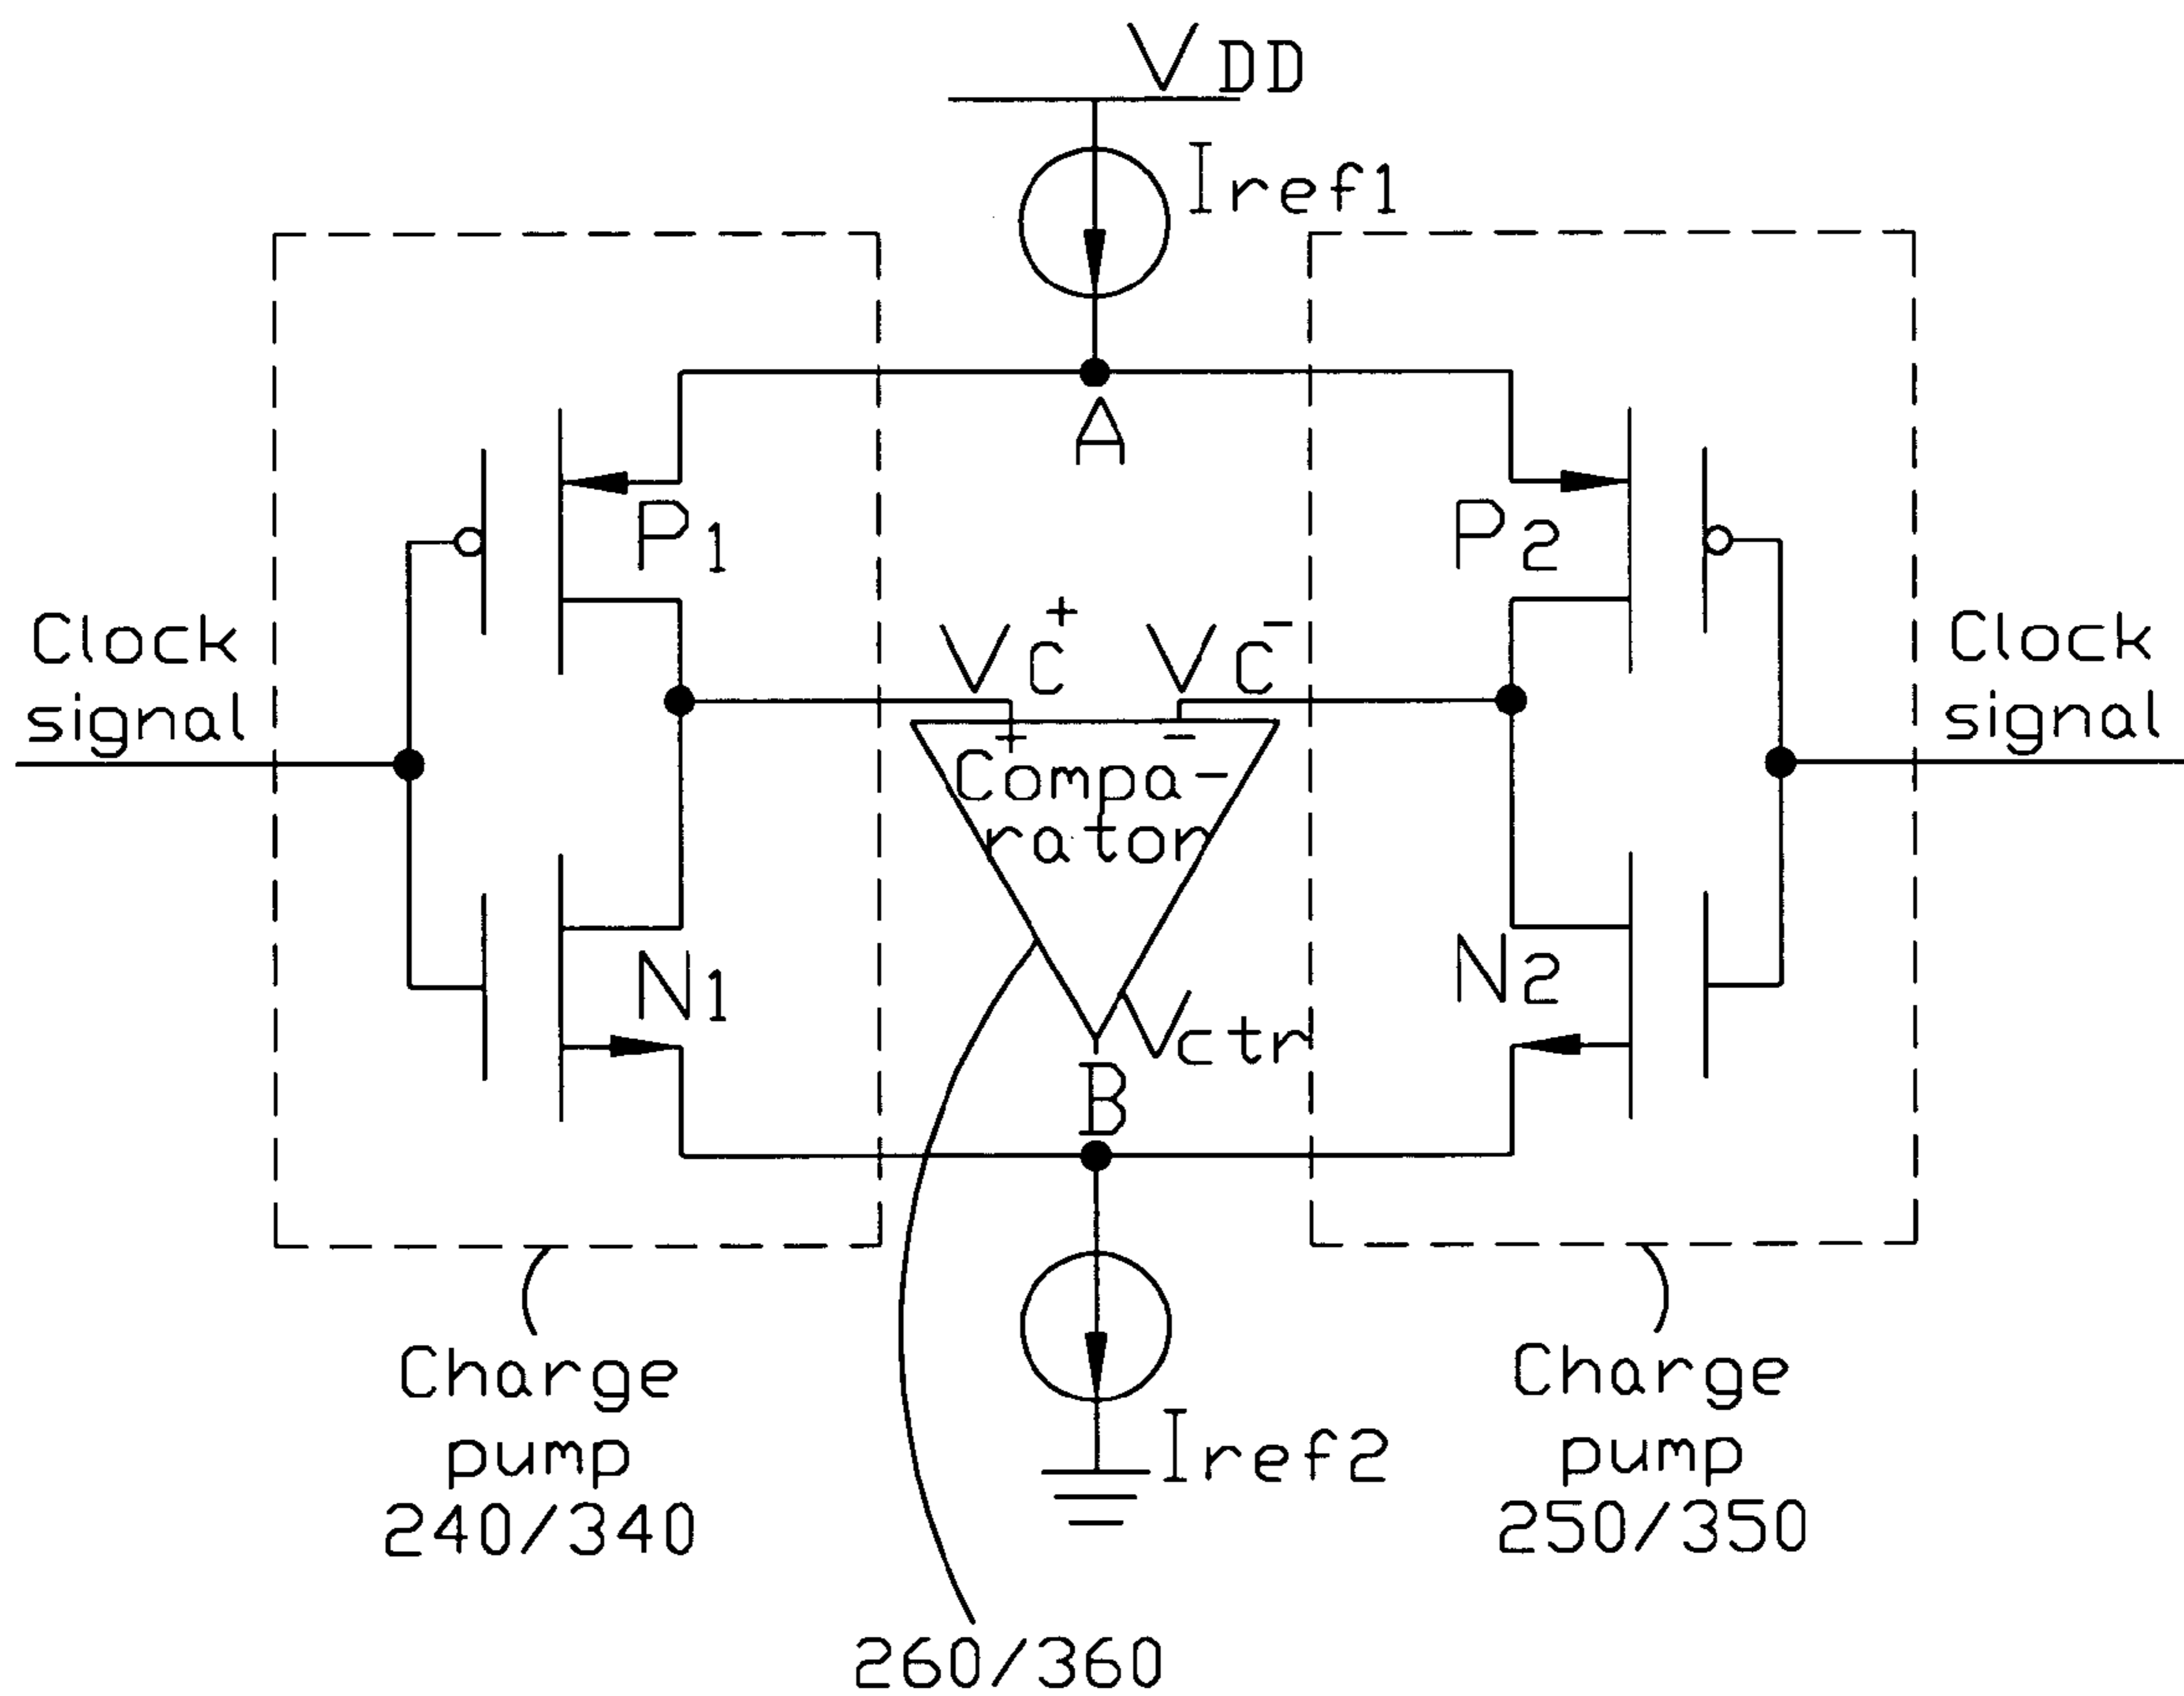 VDD
Iref1
A
P1
P2
Clock
signal
VC+
VC-
Clock
signal
+
-
Compa-
rator
N1
N2
Vctr
B
Charge
pump
240/340
Iref2
Charge
pump
250/350
260/360